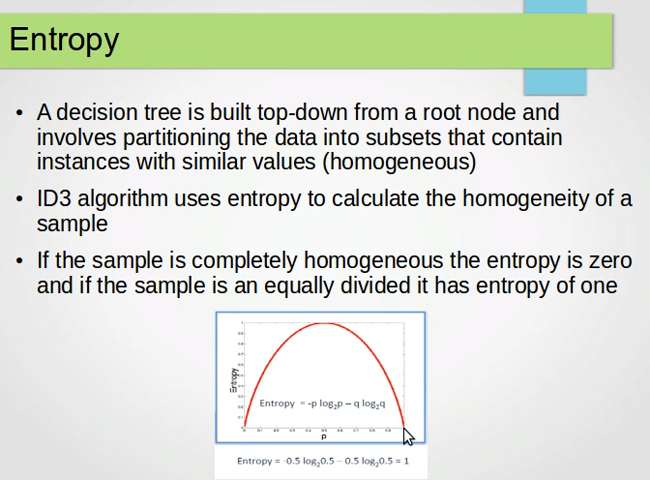 Entropy
• A decision tree is built top-down from a root node and
involves partitioning the data into subsets that contain
instances with similar values (homogeneous)
• ID3 algorithm uses entropy to calculate the homogeneity of a
sample
• If the sample is completely homogeneous the entropy is zero
and if the sample is an equally divided it has entropy of one
Entropy
Entropy = -p log₂p – q log₂q
p
Entropy = -0.5 log₂0.5 – 0.5 log₂0.5 = 1